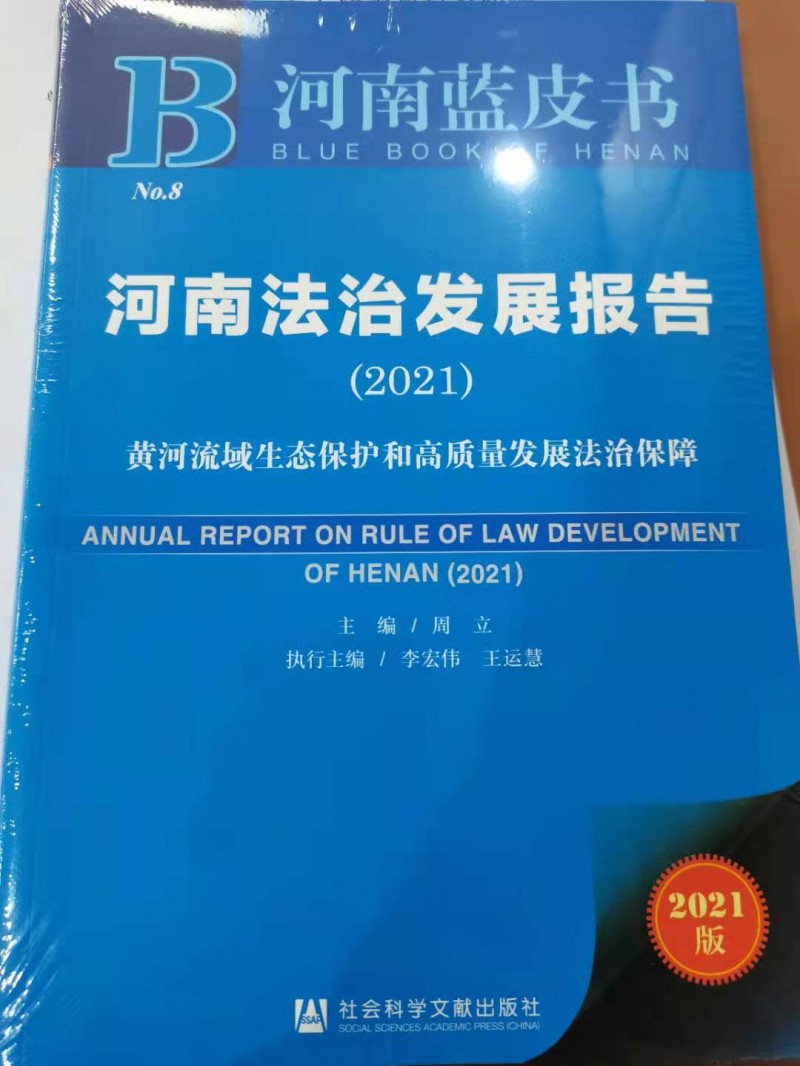 B
河南蓝皮书
BLUE BOOK OF HENAN
No.8
河南法治发展报告
(2021)
黄河流域生态保护和高质量发展法治保障
ANNUAL REPORT ON RULE OF LAW DEVELOPMENT
OF HENAN (2021)
主 编 / 周 立
执行主编 / 李宏伟 王运慧
2021
版
SSAP
社会科学文献出版社
SOCIAL SCIENCES ACADEMIC PRESS (CHINA)